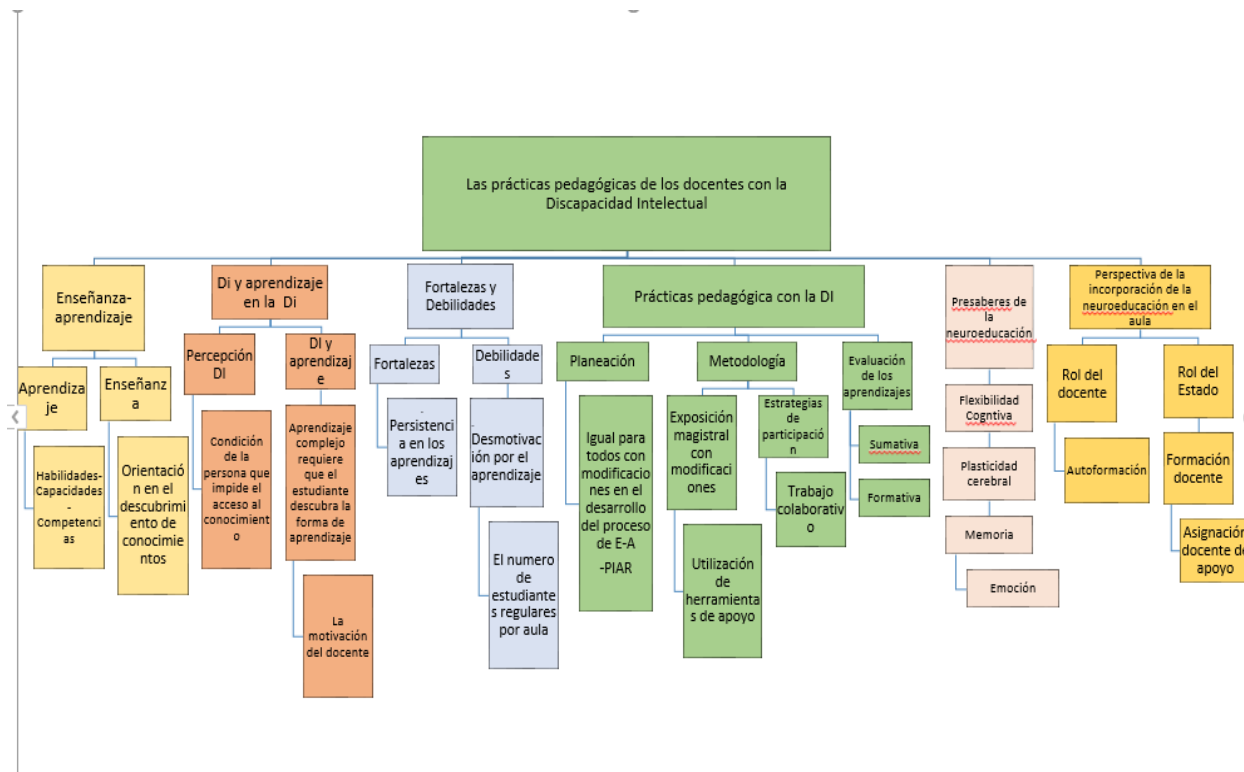 Las prácticas pedagógicas de los docentes con la
Discapacidad Intelectual
Enseñanza-
aprendizaje
Aprendiza
je
Habilidades-
Capacidades
-
Competenci
as
Enseñanz
a
Orientació
n en el
descubrimi
ento de
conocimien
tos
Di y aprendizaje
en la Di
Percepción
DI
Condición
de la
persona que
impide el
acceso al
conocimient
o
DI y
aprendizaj
e
Aprendizaje
complejo
requiere
que el
estudiante
descubra la
forma de
aprendizaje
La
motivación
del docente
Fortalezas y
Debilidades
Fortalezas
-
Persistenci
a en los
aprendizaj
es
Debilidade
s
Desmotivac
ión por el
aprendizaje
El numero
de
estudiante
s regulares
por aula
Prácticas pedagógica con la DI
Planeación
Igual para
todos con
modificacio
nes en el
desarrollo
del proceso
de E-A
-PIAR
Metodología
Exposición
magistral
con
modificaci
ones
Utilización
de
herramienta
s de apoyo
Estrategias
de
participació
n
Trabajo
colaborativ
o
Evaluación
de los
aprendizajes
Sumativa
Formativa
Presaberes de
la
neuroeducación
Flexibilidad
Cogntiva
Plasticidad
cerebral
Memoria
Emoción
Perspectiva de la
incorporación de la
neuroeducación en el
aula
Rol del
docente
Autoformación
Rol del
Estado
Formación
docente
Asignación
docente de
apoyo